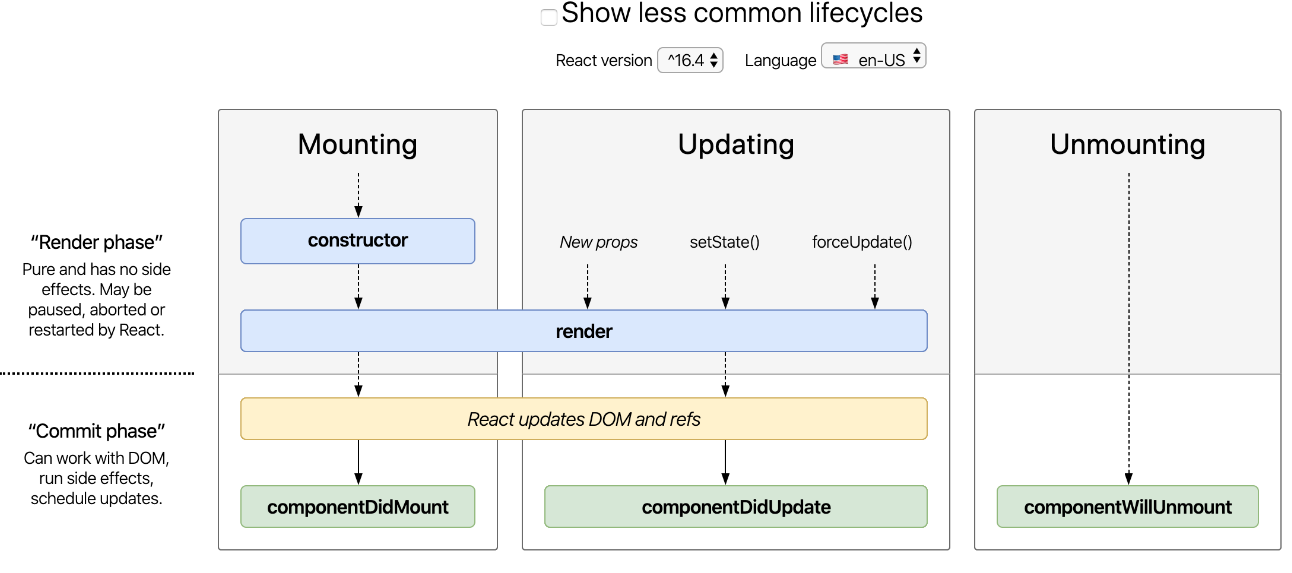 Show less common lifecycles
React version ^16.4 Language 🇺🇸 en-US
Mounting
Updating
Unmounting
“Render phase”
Pure and has no side
effects. May be
paused, aborted or
restarted by React.
constructor
New props
setState()
forceUpdate()
render
“Commit phase”
Can work with DOM,
run side effects,
schedule updates.
React updates DOM and refs
componentDidMount
componentDidUpdate
componentWillUnmount